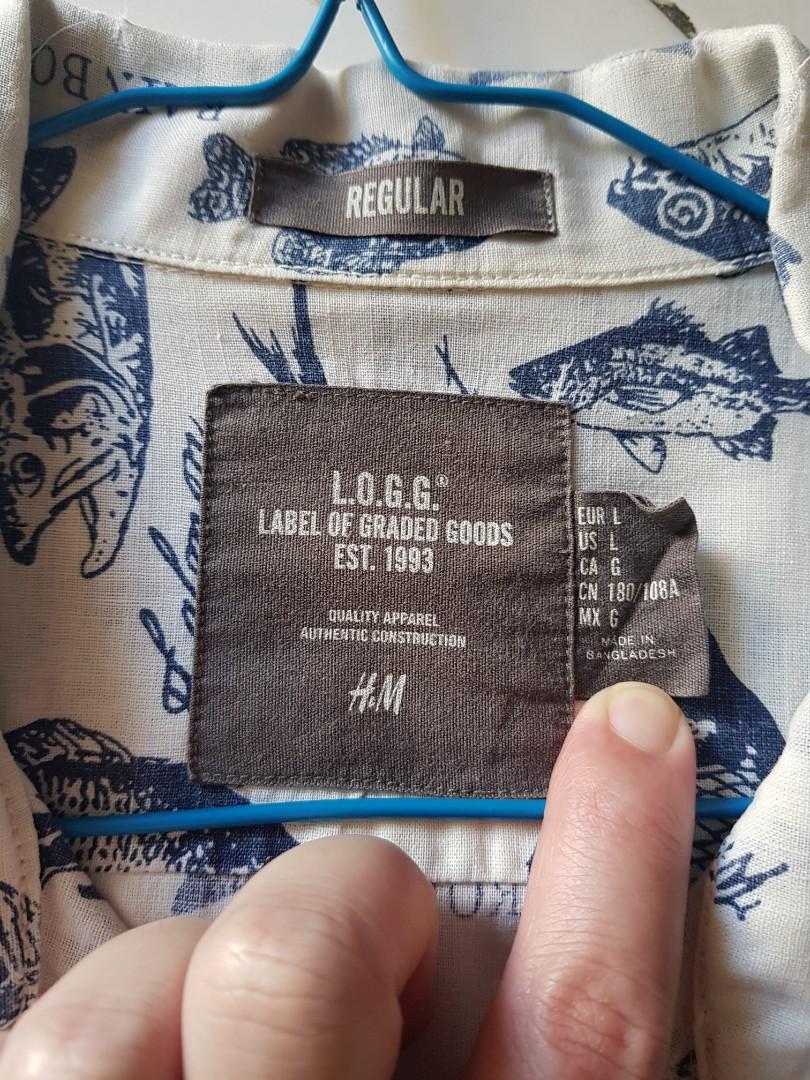 REGULAR
L.O.G.G.®
LABEL OF GRADED GOODS
EST. 1993
QUALITY APPAREL
AUTHENTIC CONSTRUCTION
H&M
EUR L
US L
CA G
CN 180/108A
MX G
MADE IN
BANGLADESH